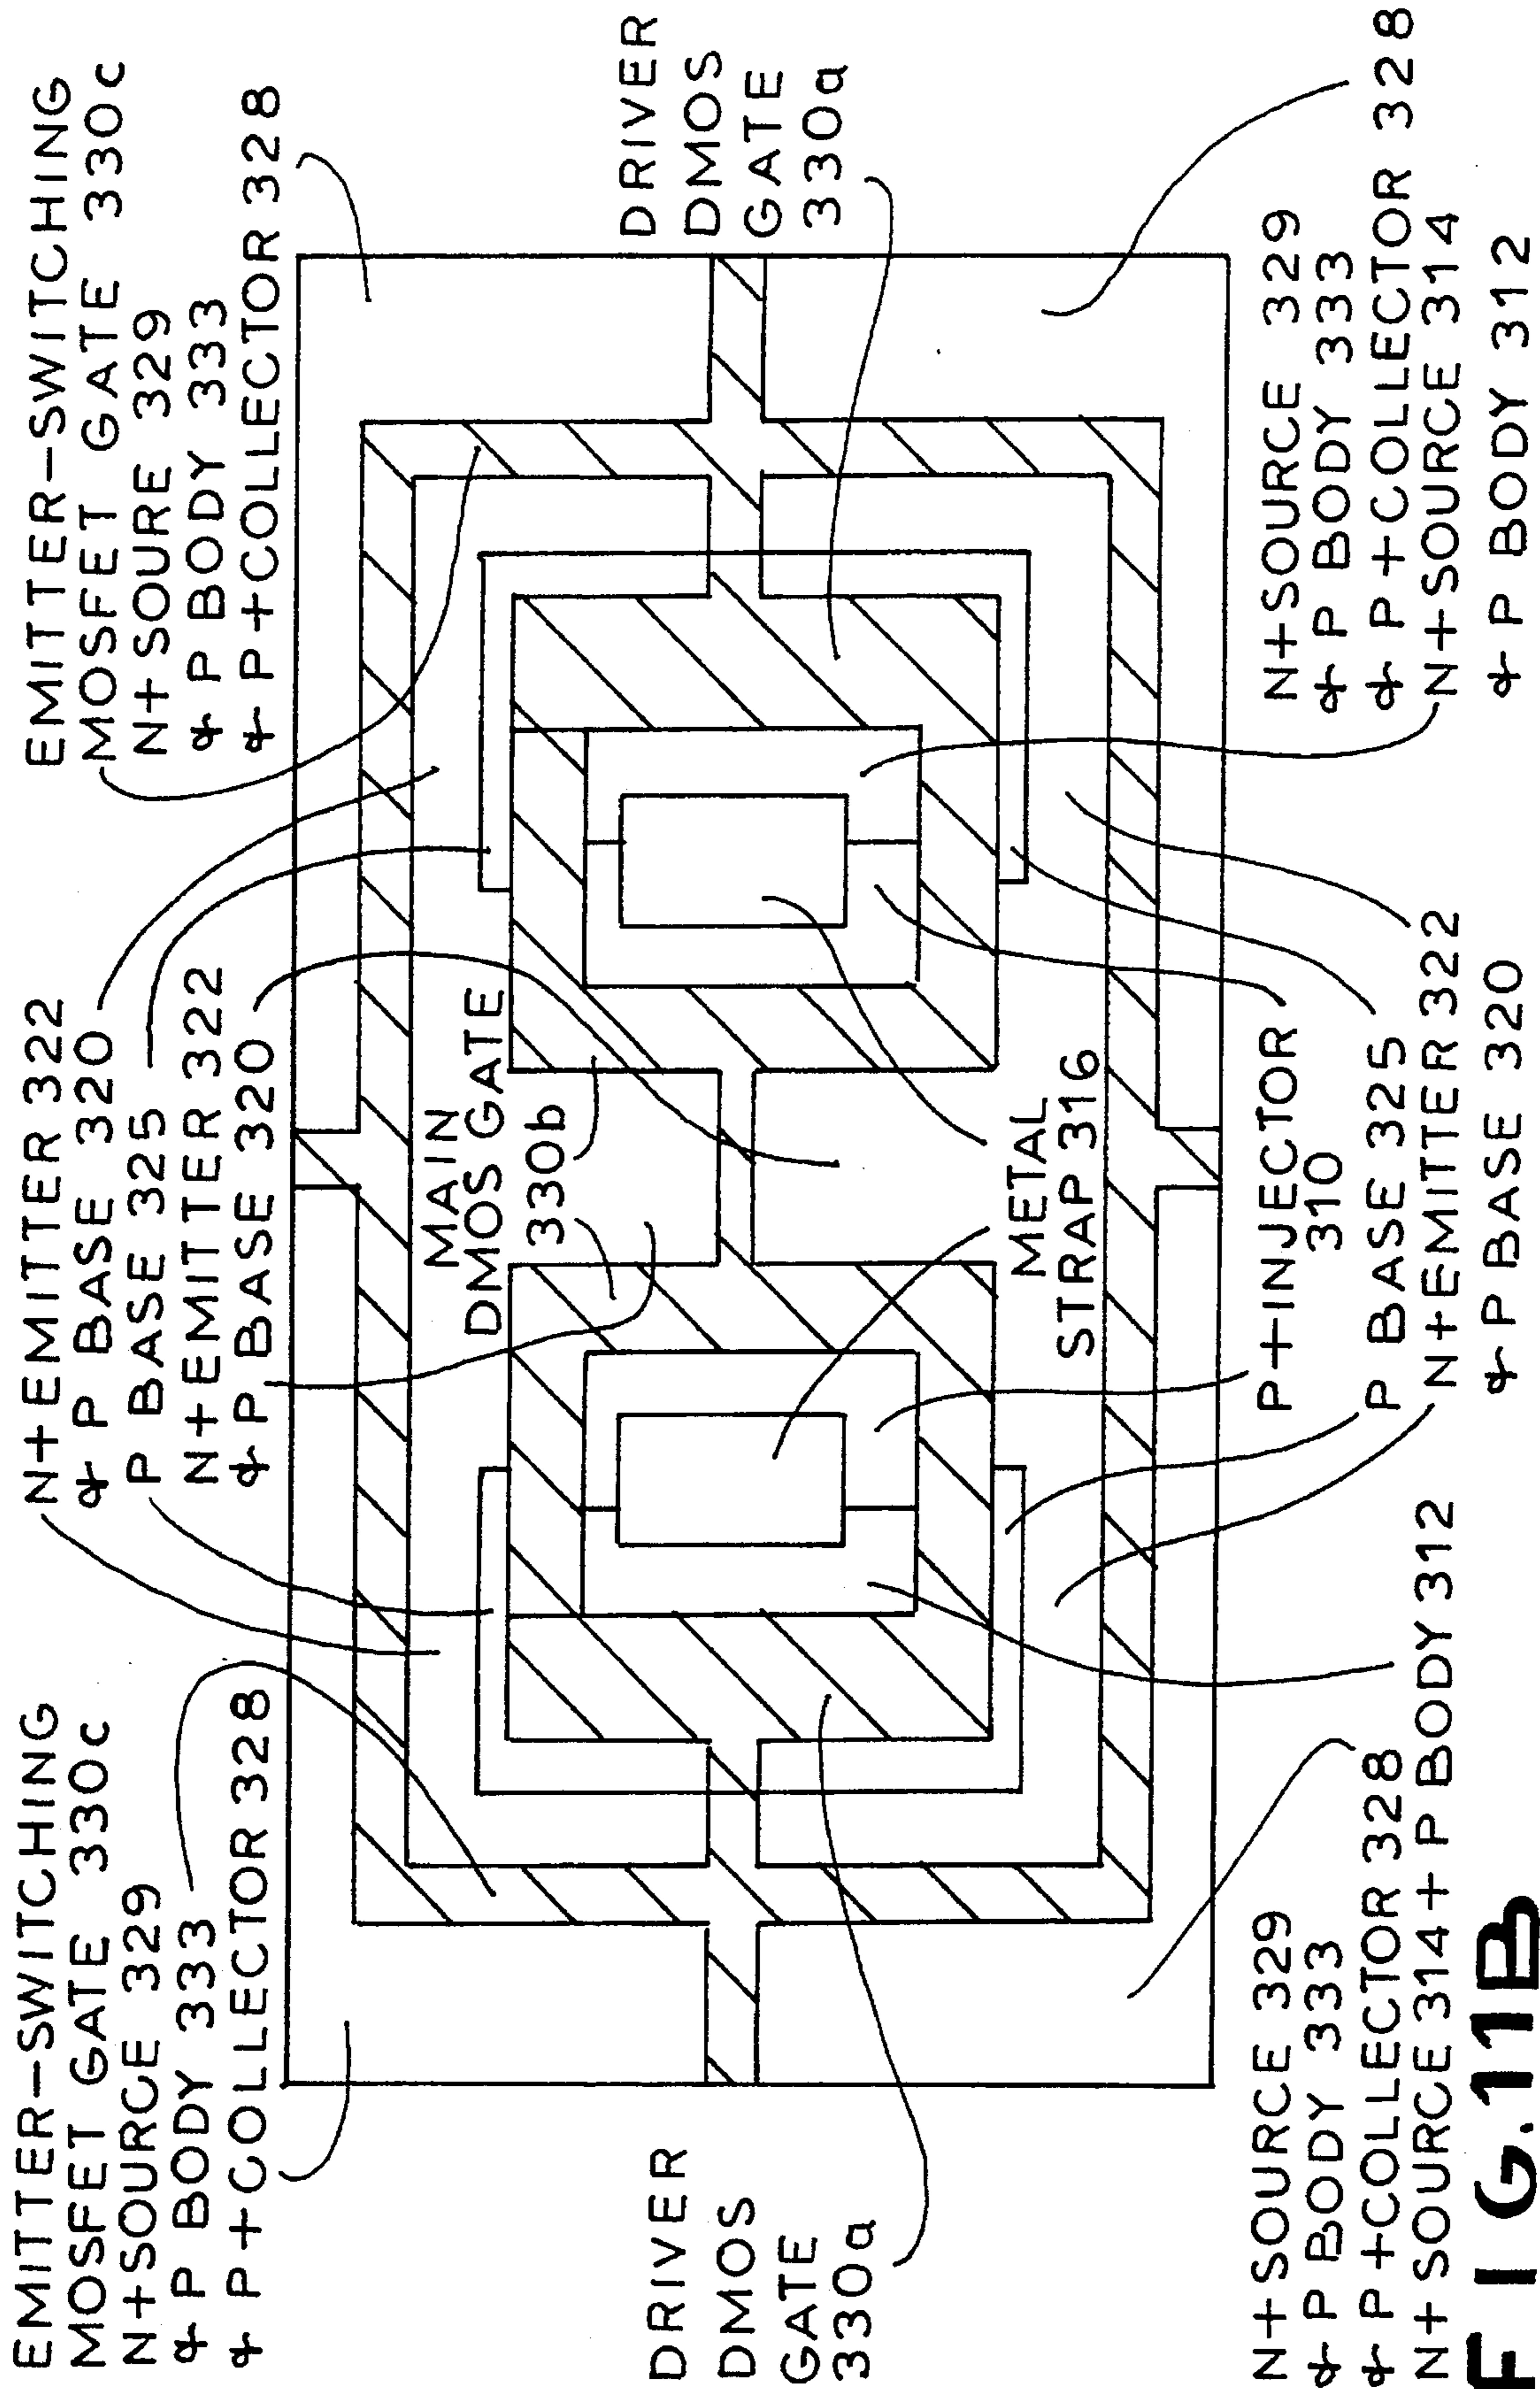 EMITTER-SWITCHING
MOSFET GATE 330c
N+SOURCE 329
& P BODY 333
& P+COLLECTOR 328
N+EMITTER 322
& P BASE 320
P BASE 325
N+EMITTER 322
& P BASE 320
EMITTER-SWITCHING
MOSFET GATE 330c
N+SOURE 329
& P BODY 333
& P+COLLECTOR 328
MAIN
DMOS GATE
330b
DRIVER
DMOS
GATE
330a
DRIVER
DMOS
GATE
330a
METAL
STRAP 316
N+SOURCE 329
& P BODY 333
& P+COLLECTOR 328
N+SOURCE 314+ P BODY 312
P+INJECTOR
310
P BASE 325
N+EMITTER 322
& P BASE 320
N+SOURCE 329
& P BODY 333
& P+COLLECTOR 328
N+SOURCE 314
& P BODY 312
FIG.11B